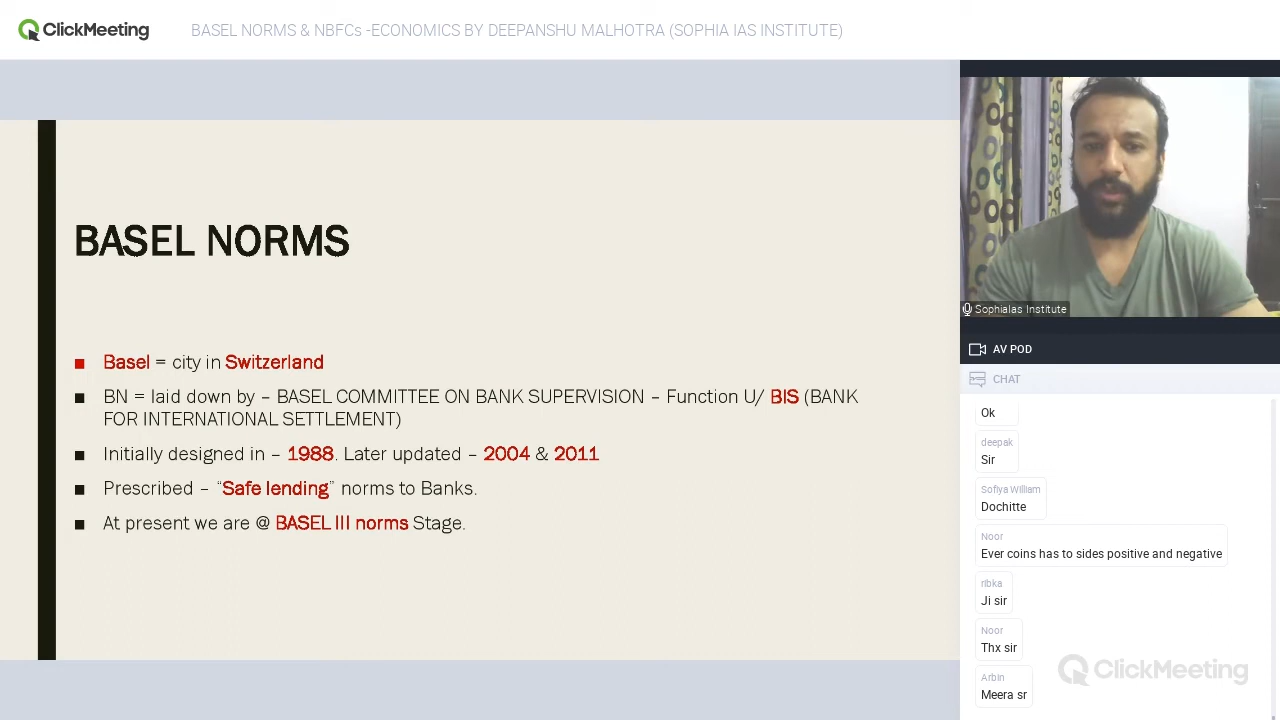 ClickMeeting
BASEL NORMS & NBFCs -ECONOMICS BY DEEPANSHU MALHOTRA (SOPHIA IAS INSTITUTE)
BASEL NORMS
Basel = city in Switzerland
BN = laid down by – BASEL COMMITTEE ON BANK SUPERVISION – Function U/ BIS (BANK
FOR INTERNATIONAL SETTLEMENT)
Initially designed in – 1988. Later updated – 2004 & 2011
Prescribed – “Safe lending” norms to Banks.
At present we are @ BASEL III norms Stage.
SophiaIas Institute
AV POD
CHAT
Ok
deepak
Sir
Sofiya William
Dochitte
Noor
Ever coins has to sides positive and negative
ribka
Ji sir
Noor
Thx sir
Arbin
Meera sr
ClickMeeting